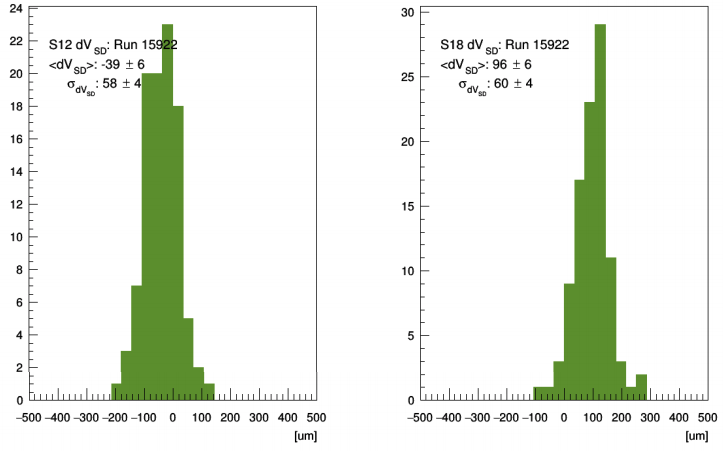 24
22
20
18
16
14
12
10
8
6
4
2
0
S12 dV_SD: Run 15922
<dV_SD>: -39 ± 6
σ_dV_SD: 58 ± 4
−500 −400 −300 −200 −100 0 100 200 300 400 500
[um]
30
25
20
15
10
5
0
S18 dV_SD: Run 15922
<dV_SD>: 96 ± 6
σ_dV_SD: 60 ± 4
−500 −400 −300 −200 −100 0 100 200 300 400 500
[um]